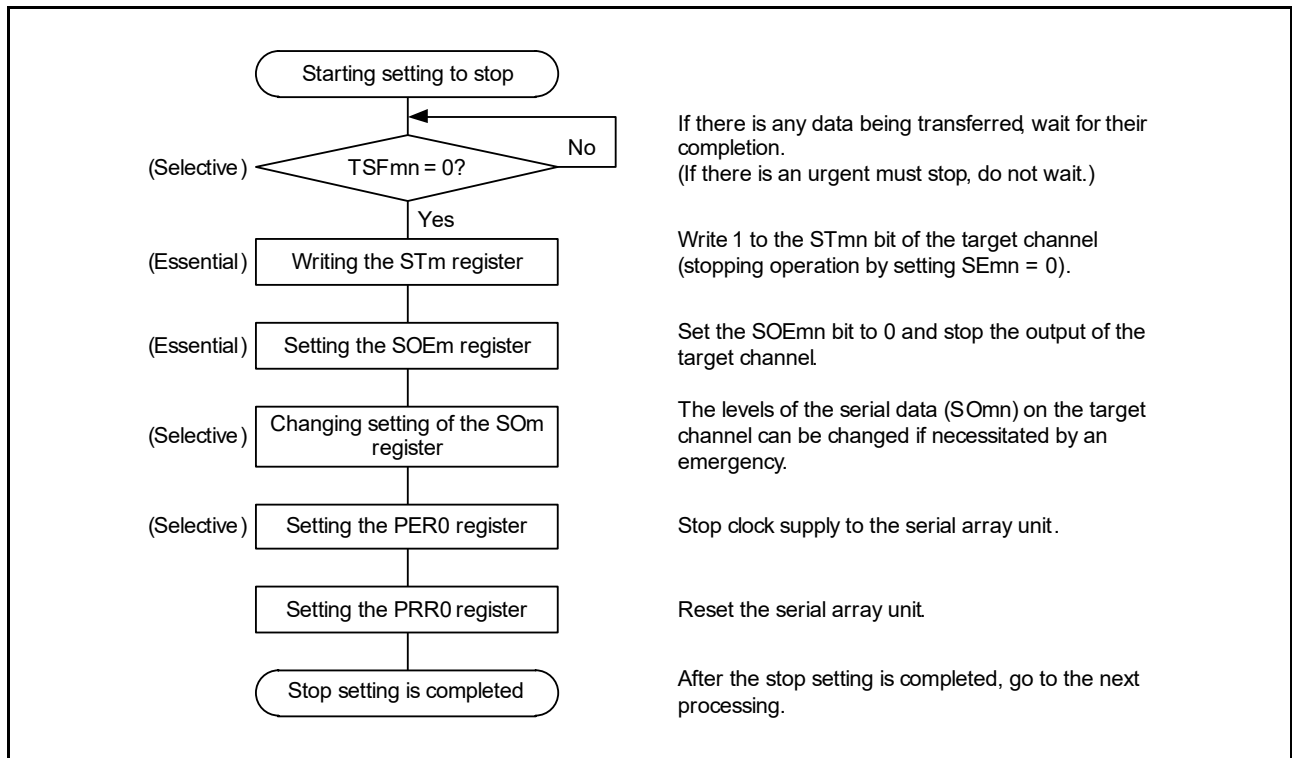 Starting setting to stop
If there is any data being transferred, wait for their
completion.
(If there is an urgent must stop, do not wait.)
No
(Selective)
TSFmn = 0?
Yes
(Essential)
Writing the STm register
Write 1 to the STmn bit of the target channel
(stopping operation by setting SEmn = 0).
(Essential)
Setting the SOEm register
Set the SOEmn bit to 0 and stop the output of the
target channel.
(Selective)
Changing setting of the SOm
register
The levels of the serial data (SOmn) on the target
channel can be changed if necessitated by an
emergency.
(Selective)
Setting the PER0 register
Stop clock supply to the serial array unit.
Setting the PRR0 register
Reset the serial array unit.
Stop setting is completed
After the stop setting is completed, go to the next
processing.